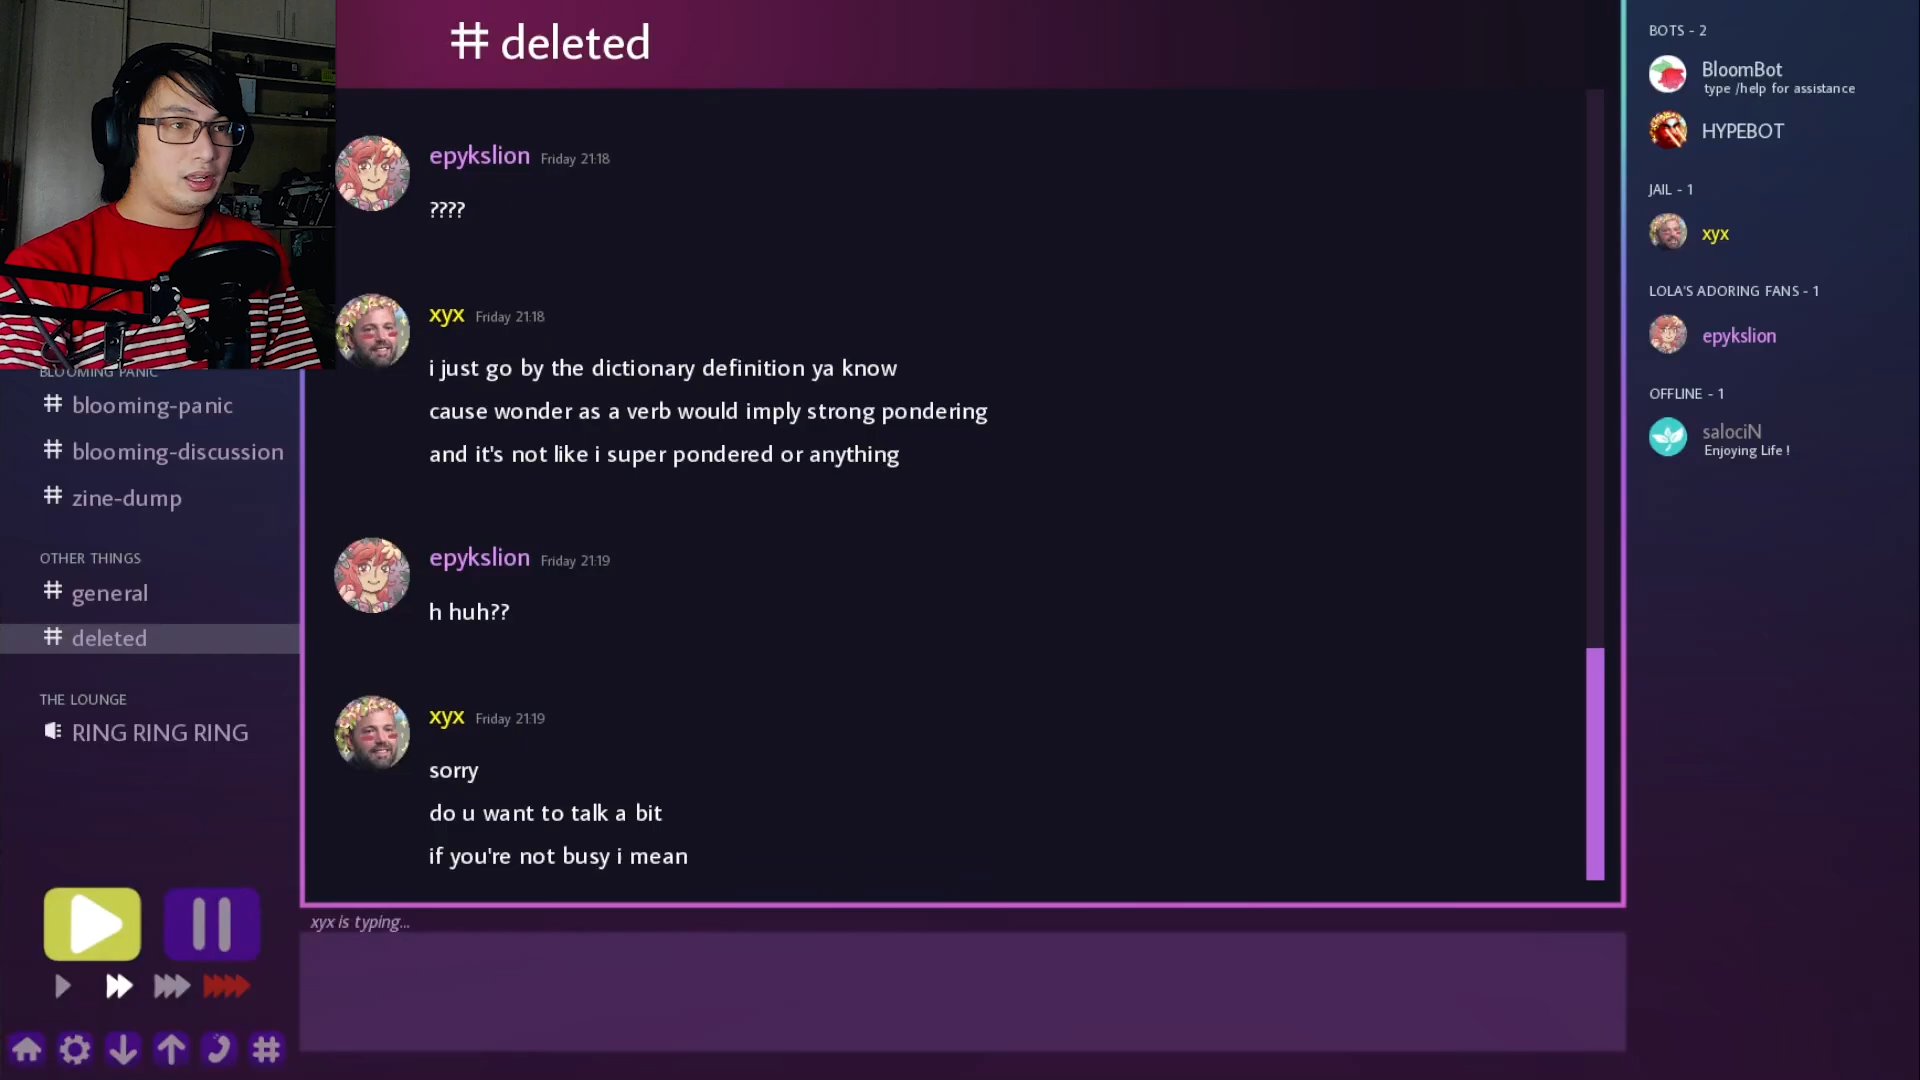 # deleted
epykslion Friday 21:18
????
xyx Friday 21:18
i just go by the dictionary definition ya know
cause wonder as a verb would imply strong pondering
and it's not like i super pondered or anything
epykslion Friday 21:19
h huh??
xyx Friday 21:19
sorry
do u want to talk a bit
if you're not busy i mean
xyx is typing...
BLOOMING PANIC
# blooming-panic
# blooming-discussion
# zine-dump
OTHER THINGS
# general
# deleted
THE LOUNGE
RING RING RING
BOTS - 2
BloomBot
type /help for assistance
HYPEBOT
JAIL - 1
xyx
LOLA'S ADORING FANS - 1
epykslion
OFFLINE - 1
salociN
Enjoying Life !